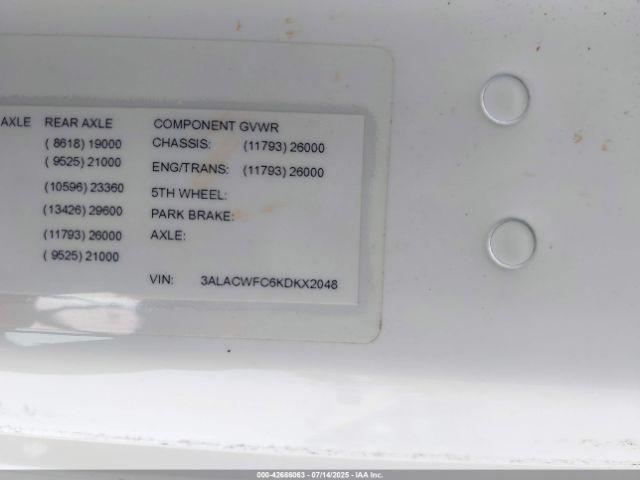 AXLE REAR AXLE COMPONENT GVWR
( 8618) 19000 CHASSIS: (11793) 26000
( 9525) 21000 ENG/TRANS: (11793) 26000
(10596) 23360 5TH WHEEL:
(13426) 29600 PARK BRAKE:
(11793) 26000 AXLE:
( 9525) 21000
VIN: 3ALACWFC6KDKX2048
000-42686063 - 07/14/2025 - IAA Inc.